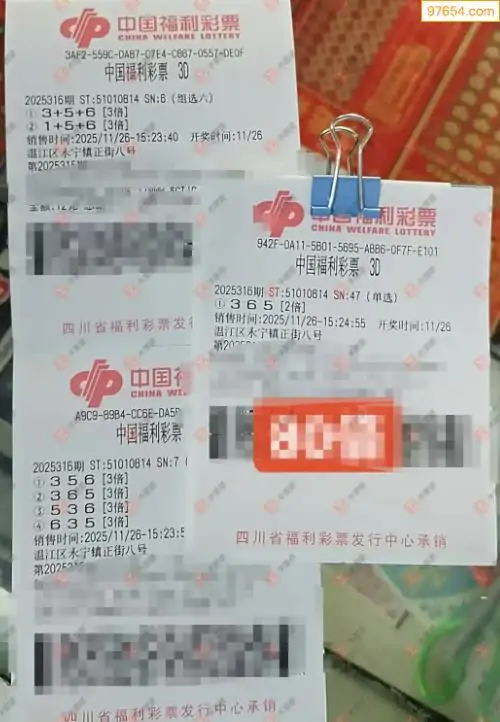 97654.com
中国福利彩票
CHINA WELFARE LOTTERY
3AF2-559C-DAB7-07E4-C867-0557-DE0F
中国福利彩票 3D
2025316期 ST:51010814 SN:6 (组选六)
① 3+5+6 [3倍]
② 1+5+6 [3倍]
销售时间:2025/11/26-15:23:40 开奖时间:11/26
温江区永宁镇正街八号
四川省福利彩票发行
中国福利彩票
CHINA WELFARE LOTTERY
942F-0A11-5B01-5695-ABB6-0F7F-E101
中国福利彩票 3D
2025316期 ST:51010814 SN:47 (单选)
① 3 6 5 [2倍]
销售时间:2025/11/26-15:24:55 开奖时间:11/26
温江区永宁镇正街八号
四川省福利彩票发行中心承销
中国福
CHINA WE
A9C9-89B4-CC6E-DA5
中国福利彩票
2025316期 ST:51010814 SN:7
① 3 5 6 [3倍]
② 3 6 5 [3倍]
③ 5 3 6 [3倍]
④ 6 3 5 [3倍]
销售时间:2025/11/26-15:23:5
温江区永宁镇正街八号
四川省福利彩票发行中心承销